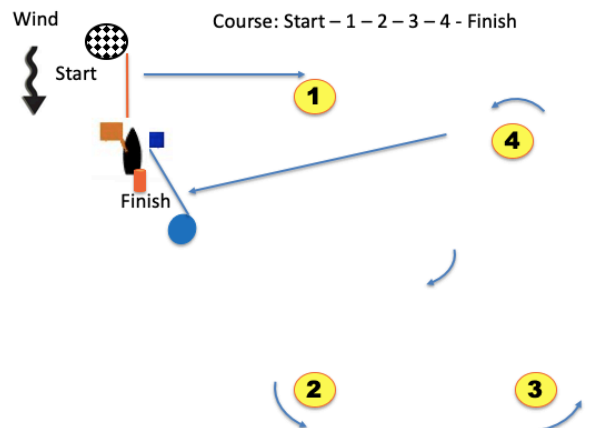 Wind
Course: Start – 1 – 2 – 3 – 4 - Finish
Start
1
4
Finish
2
3